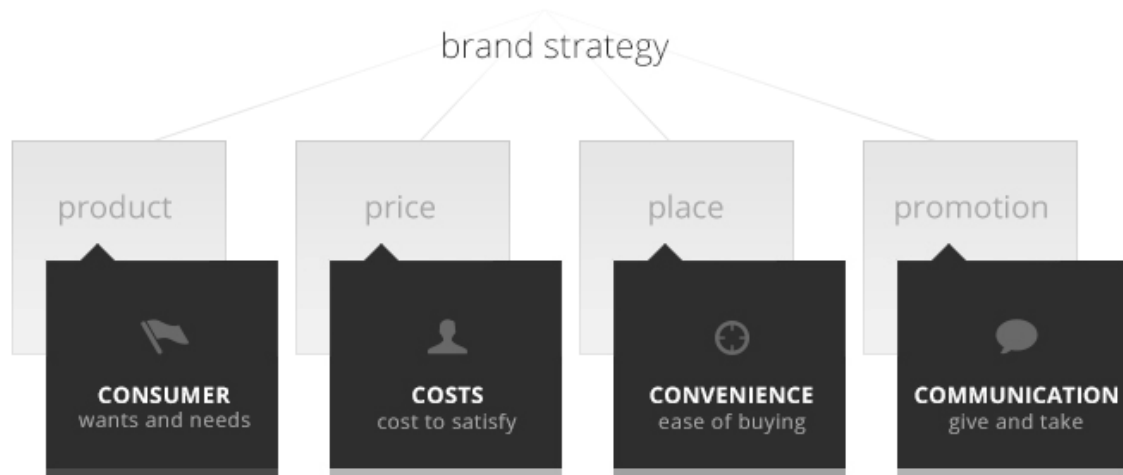 brand strategy
product
price
place
promotion
CONSUMER
wants and needs
COSTS
cost to satisfy
CONVENIENCE
ease of buying
COMMUNICATION
give and take